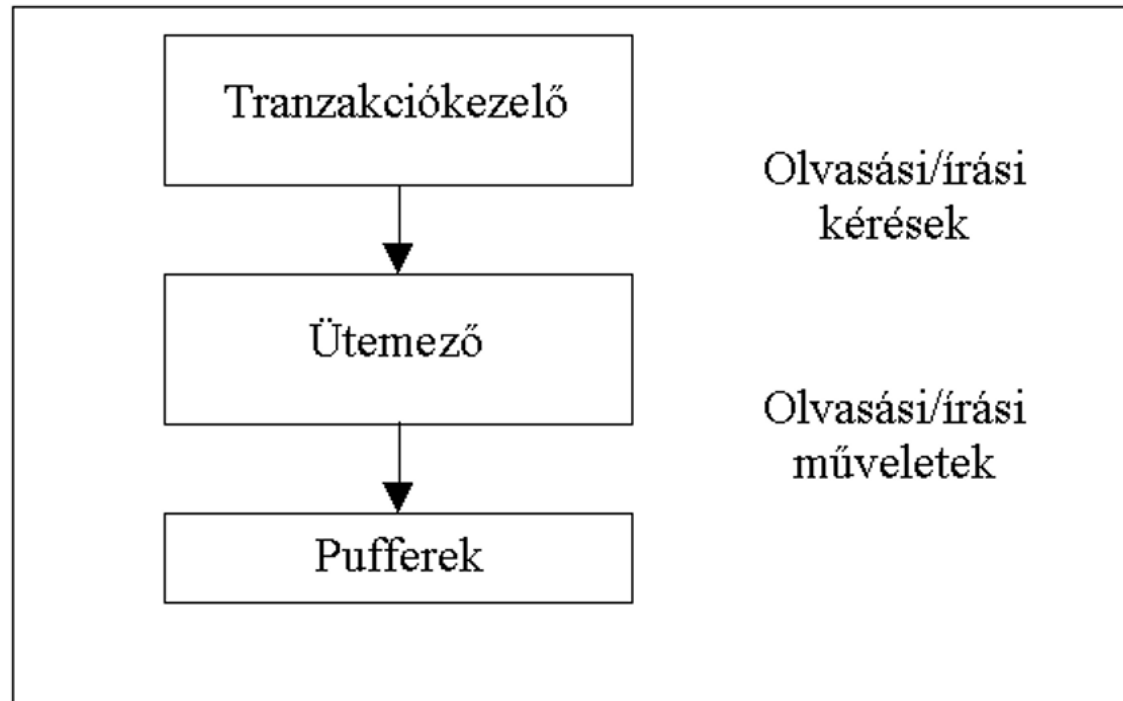 Tranzakciókezelő
Olvasási/írási
kérések
Ütemező
Olvasási/írási
műveletek
Pufferek